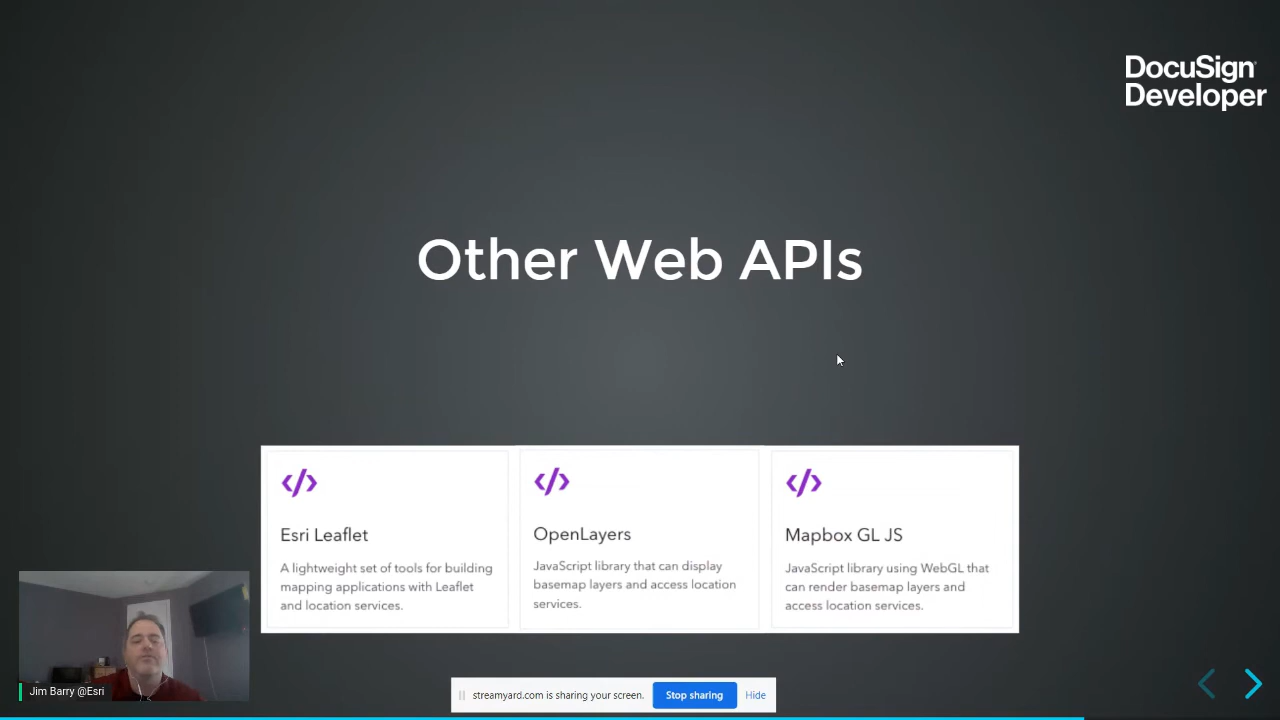 DocuSign
Developer
Other Web APIs
Esri Leaflet
A lightweight set of tools for building
mapping applications with Leaflet
and location services.
OpenLayers
JavaScript library that can display
basemap layers and access location
services.
Mapbox GL JS
JavaScript library using WebGL that
can render basemap layers and
access location services.
Jim Barry @Esri
streamyard.com is sharing your screen.
Stop sharing
Hide